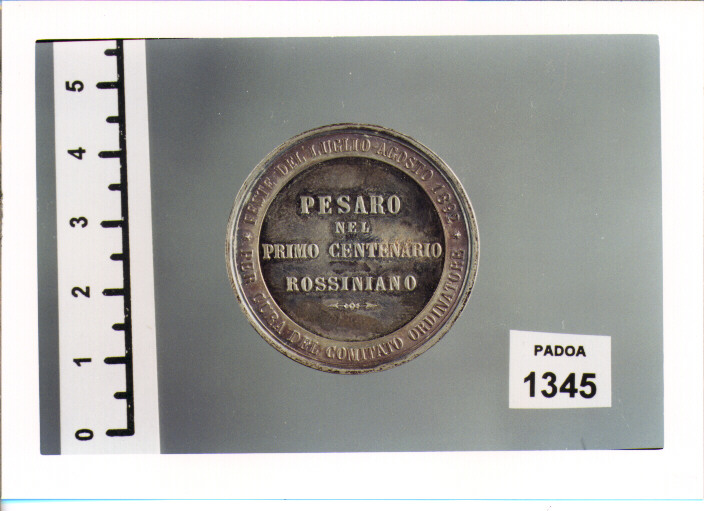 FESTE DEL LUGLIO-AGOSTO 1892
PESARO
NEL
PRIMO CENTENARIO
ROSSINIANO
PER CURA DEL COMITATO ORDINATORE
5
4
3
2
1
0
PADOA
1345